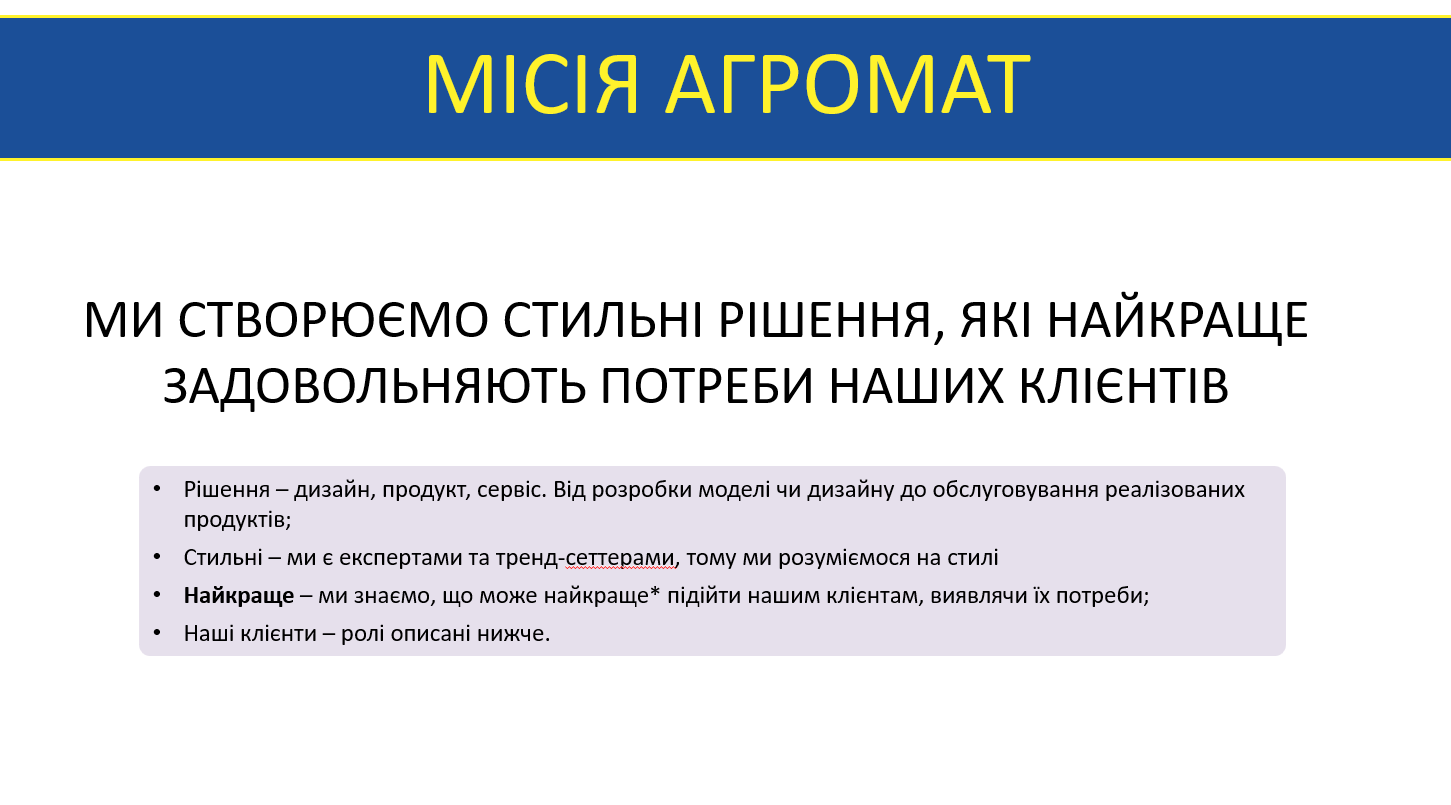 МІСІЯ АГРОМАТ
МИ СТВОРЮЄМО СТИЛЬНІ РІШЕННЯ, ЯКІ НАЙКРАЩЕ
ЗАДОВОЛЬНЯЮТЬ ПОТРЕБИ НАШИХ КЛІЄНТІВ
• Рішення – дизайн, продукт, сервіс. Від розробки моделі чи дизайну до обслуговування реалізованих
продуктів;
• Стильні – ми є експертами та тренд-сеттерами, тому ми розуміємося на стилі
• Найкраще – ми знаємо, що може найкраще* підійти нашим клієнтам, виявлячи їх потреби;
• Наші клієнти – ролі описані нижче.